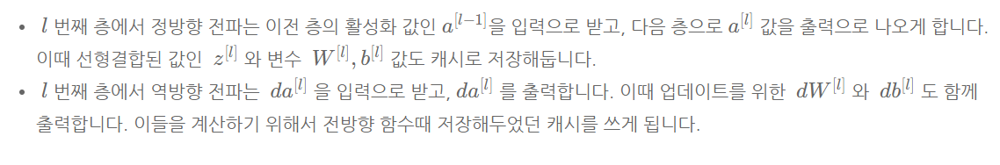 • l 번째 층에서 정방향 전파는 이전 층의 활성화 값인 a^{[l−1]}을 입력으로 받고, 다음 층으로 a^{[l]} 값을 출력으로 나오게 합니다.
이때 선형결합된 값인 z^{[l]} 와 변수 W^{[l]}, b^{[l]} 값도 캐시로 저장해둡니다.
• l 번째 층에서 역방향 전파는 da^{[l]} 을 입력으로 받고, da^{[l]} 를 출력합니다. 이때 업데이트를 위한 dW^{[l]} 와 db^{[l]} 도 함께
출력합니다. 이들을 계산하기 위해서 전방향 함수때 저장해두었던 캐시를 쓰게 됩니다.